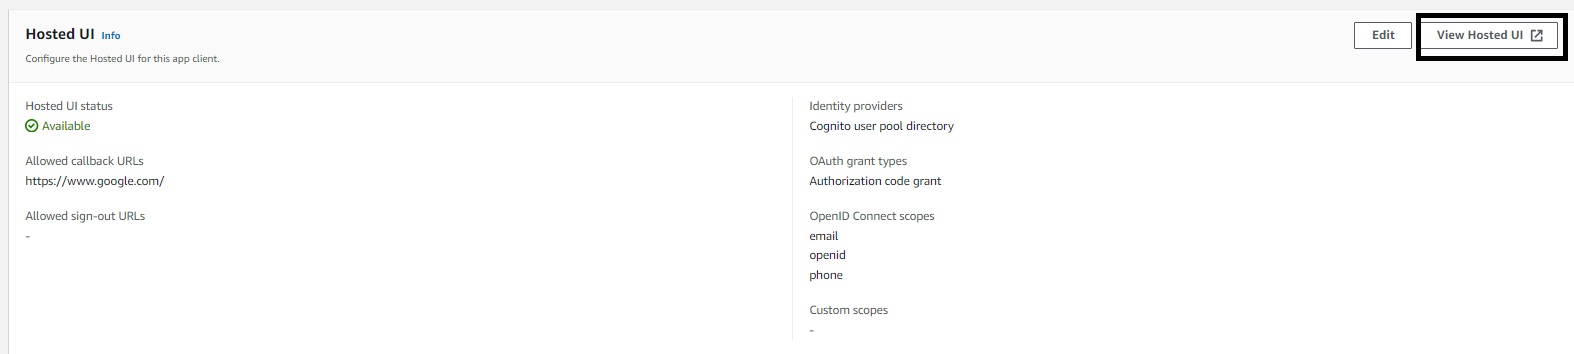 Hosted UI Info
Edit
View Hosted UI
Configure the Hosted UI for this app client.
Hosted UI status
Available
Allowed callback URLs
https://www.google.com/
Allowed sign-out URLs
-
Identity providers
Cognito user pool directory
OAuth grant types
Authorization code grant
OpenID Connect scopes
email
openid
phone
Custom scopes
-